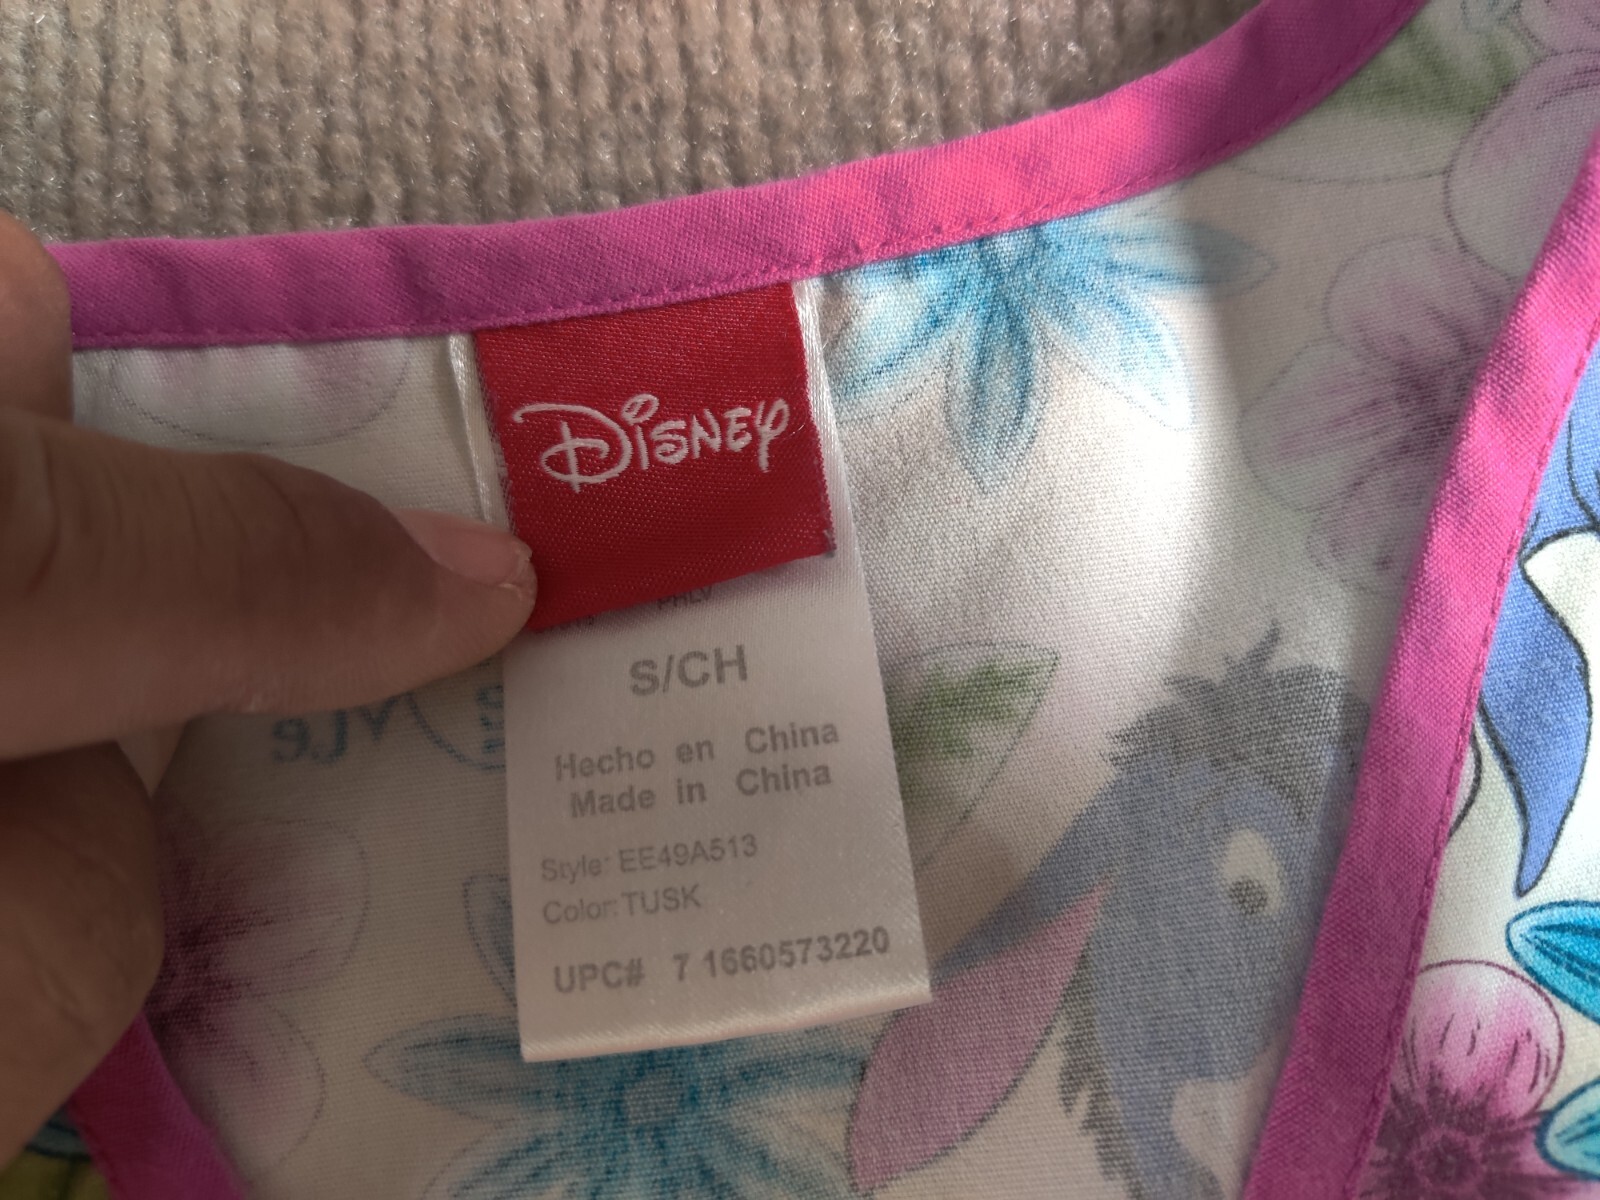 DISNEY
S/CH
Hecho en China
Made in China
Style: EE49A513
Color: TUSK
UPC# 7 1660573220